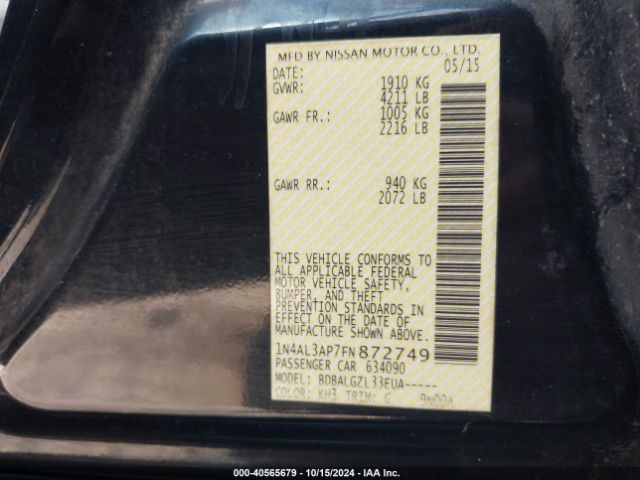 MFD BY NISSAN MOTOR CO., LTD.
DATE: 05/15
GVWR: 1910 KG
4211 LB
GAWR FR.: 1005 KG
2216 LB
GAWR RR.: 940 KG
2072 LB
THIS VEHICLE CONFORMS TO
ALL APPLICABLE FEDERAL
MOTOR VEHICLE SAFETY,
BUMPER, AND THEFT
PREVENTION STANDARDS IN
EFFECT ON THE DATE OF
MANUFACTURE SHOWN ABOVE.
1N4AL3AP7FN872749
PASSENGER CAR 634090
MODEL: BDBALGZL33EUA-----
COLOR: KH3 TRIM: G 9N00A
000-40565679 - 10/15/2024 - IAA Inc.